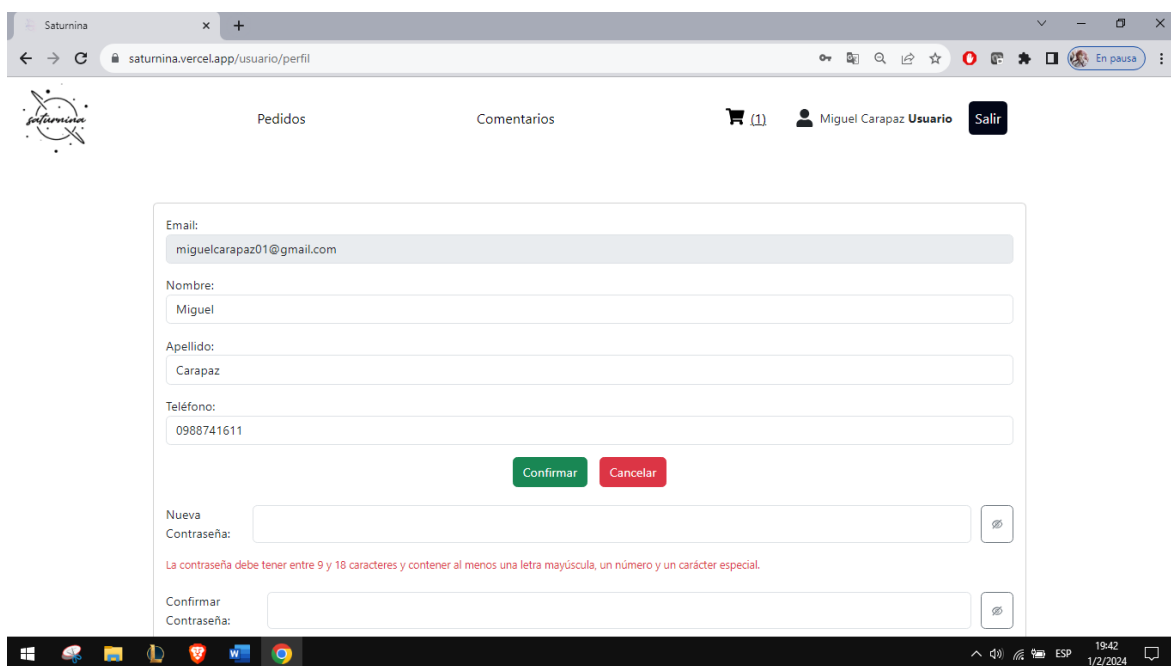 Saturnina
saturnina.vercel.app/usuario/perfil
En pausa
saturnina
Pedidos
Comentarios
(1)
Miguel Carapaz Usuario
Salir
Email:
miguelcarapaz01@gmail.com
Nombre:
Miguel
Apellido:
Carapaz
Teléfono:
0988741611
Confirmar
Cancelar
Nueva
Contraseña:
La contraseña debe tener entre 9 y 18 caracteres y contener al menos una letra mayúscula, un número y un carácter especial.
Confirmar
Contraseña:
ESP
19:42
1/2/2024